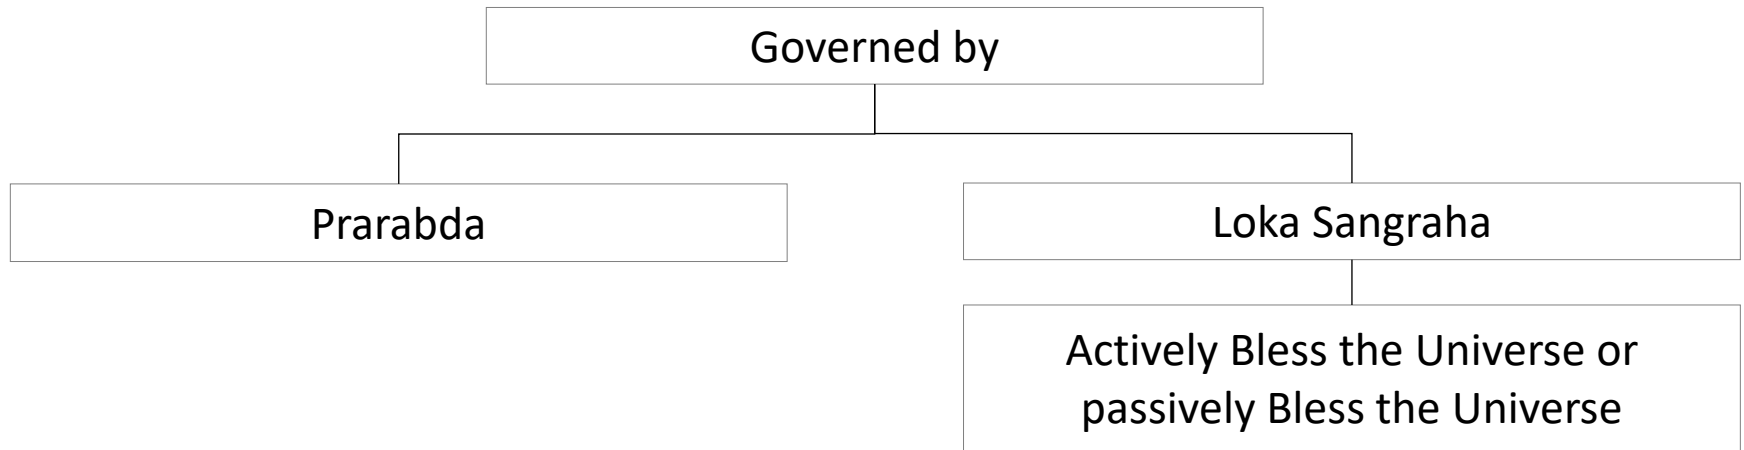 Governed by
Prarabda
Loka Sangraha
Actively Bless the Universe or
passively Bless the Universe